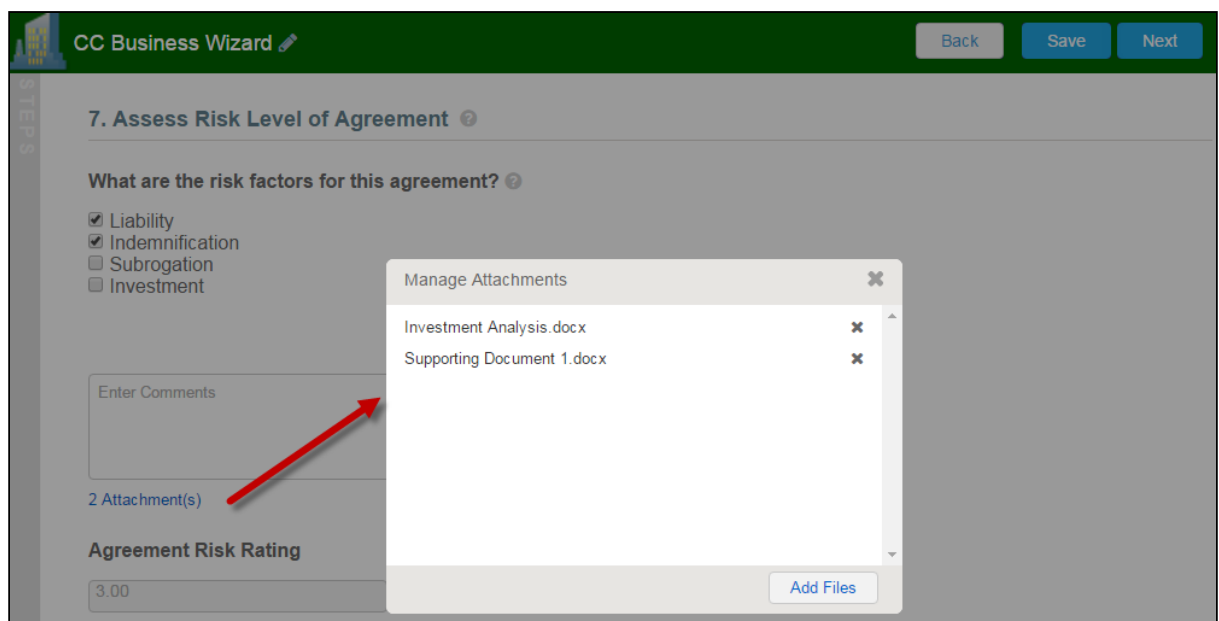 CC Business Wizard
Back
Save
Next
STEPS
7. Assess Risk Level of Agreement
What are the risk factors for this agreement?
Liability
Indemnification
Subrogation
Investment
Manage Attachments
Investment Analysis.docx
Supporting Document 1.docx
Enter Comments
2 Attachment(s)
Agreement Risk Rating
3.00
Add Files